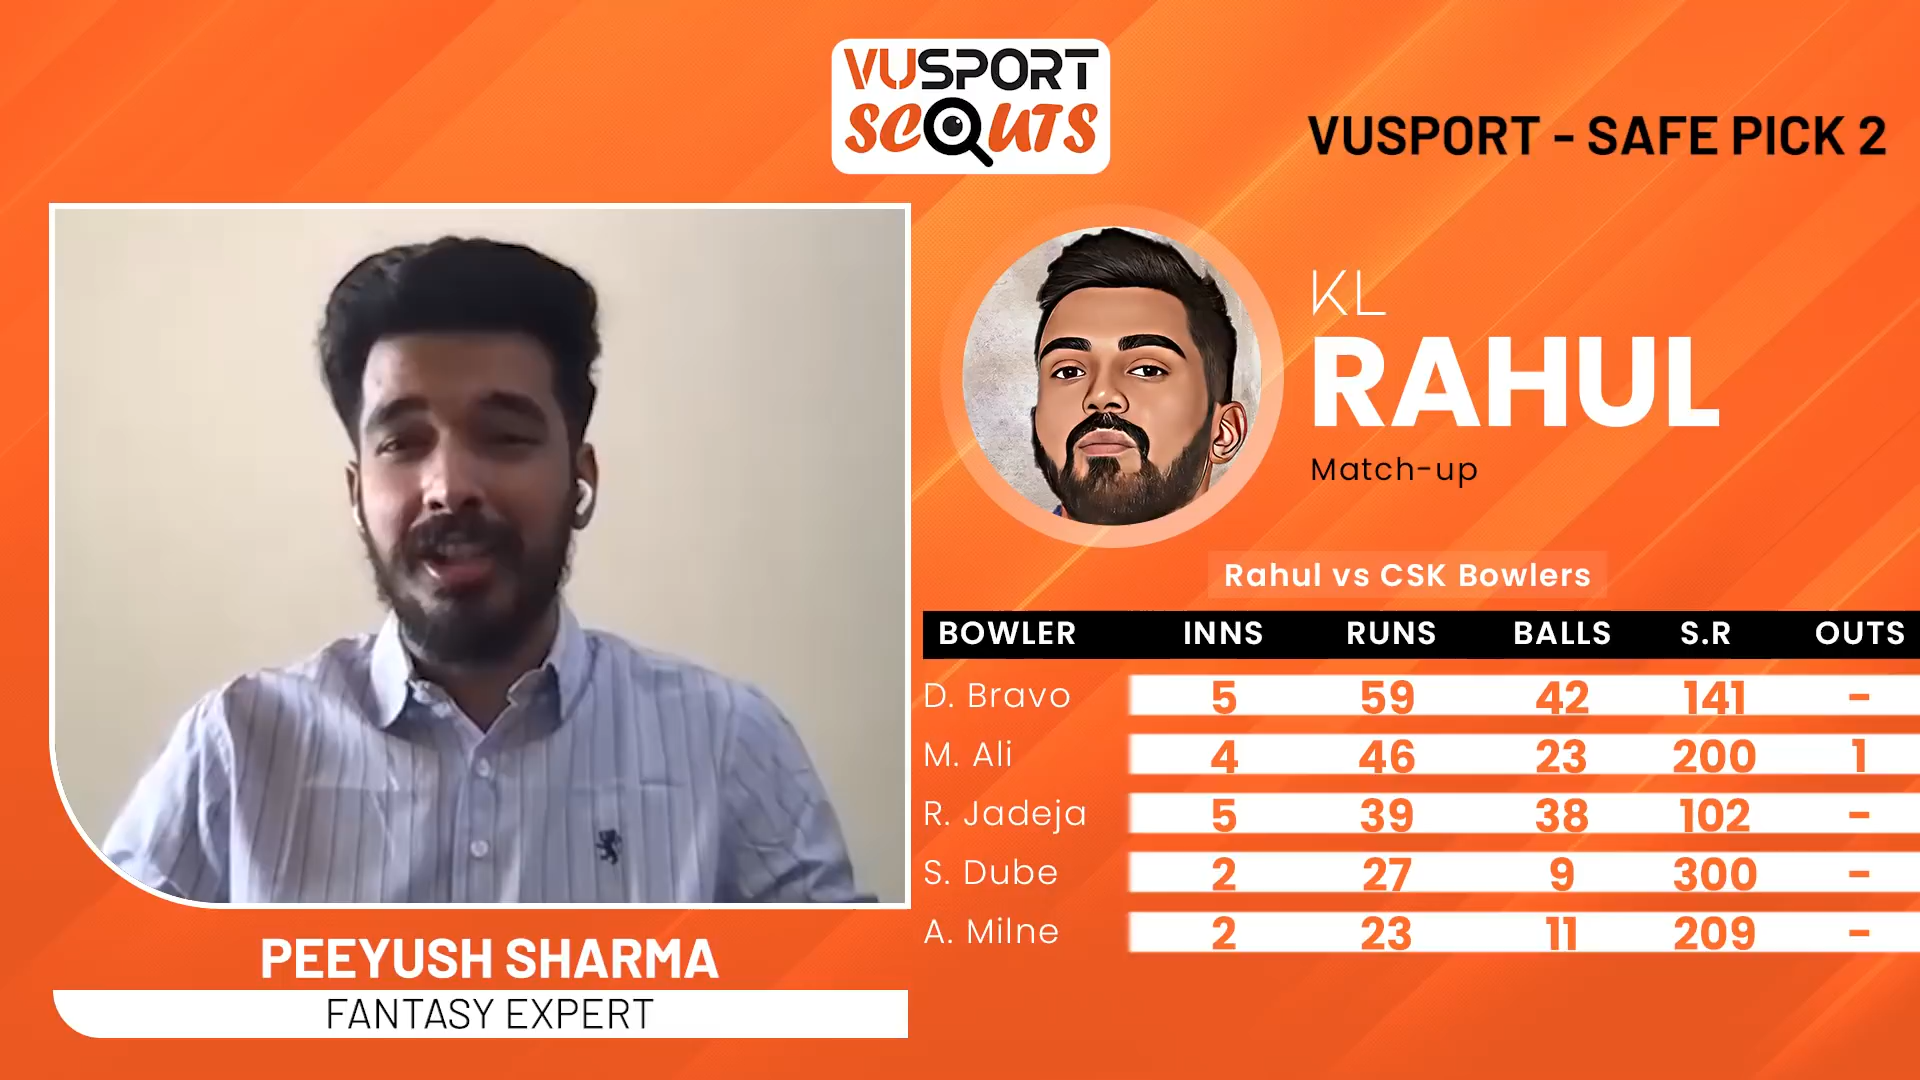 VUSPORT
SCOUTS
VUSPORT - SAFE PICK 2
KL
RAHUL
Match-up
Rahul vs CSK Bowlers
BOWLER INNS RUNS BALLS S.R OUTS
D. Bravo 5 59 42 141 -
M. Ali 4 46 23 200 1
R. Jadeja 5 39 38 102 -
S. Dube 2 27 9 300 -
A. Milne 2 23 11 209 -
PEEYUSH SHARMA
FANTASY EXPERT